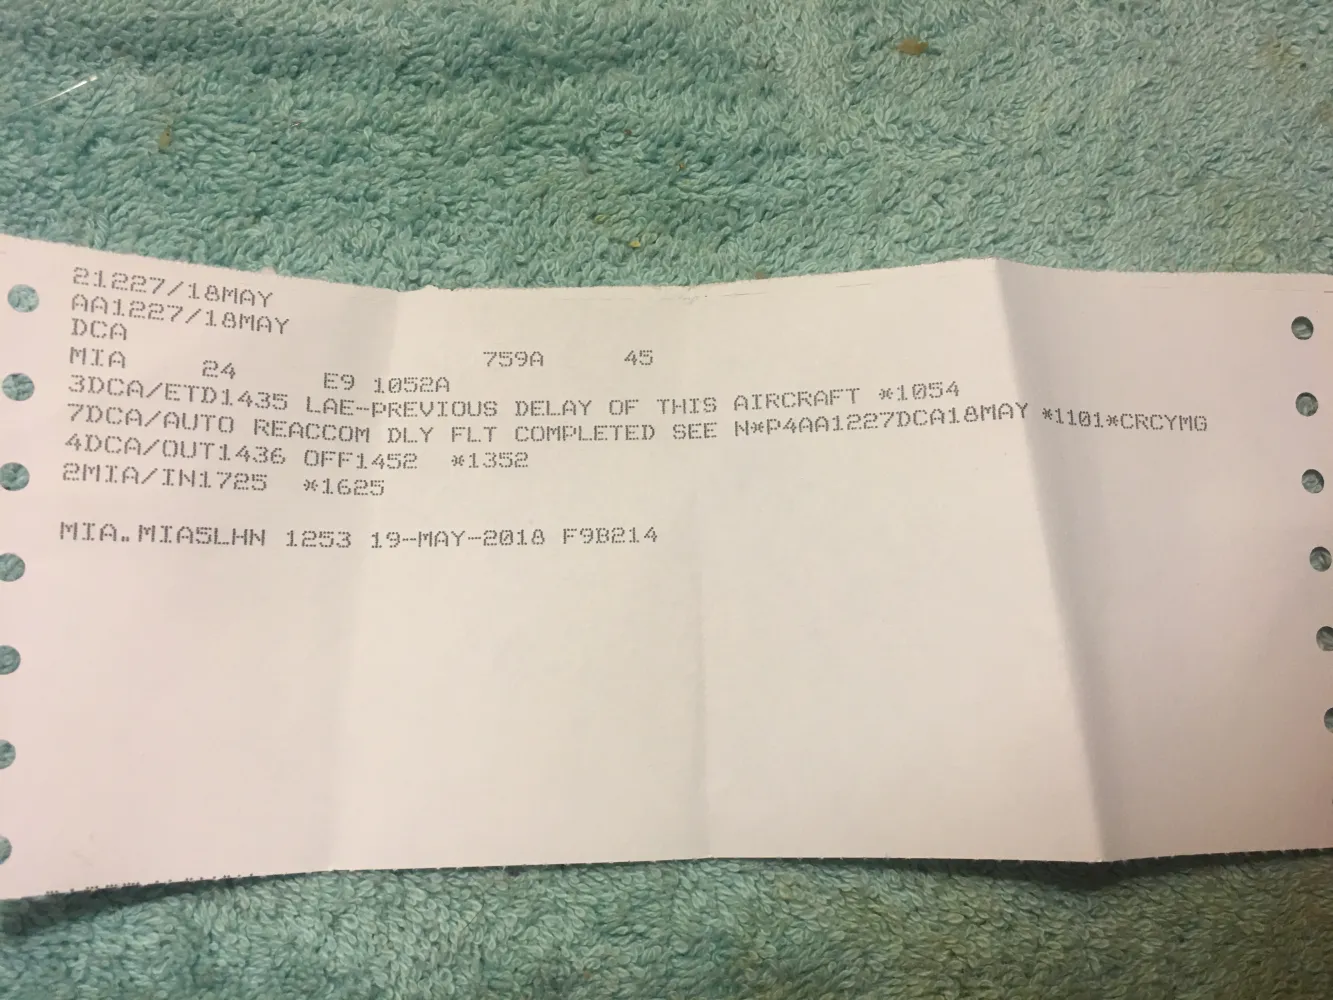 21227/18MAY
AA1227/18MAY
DCA 759A 45
MIA 24 E9 1052A
3DCA/ETD1435 LAE-PREVIOUS DELAY OF THIS AIRCRAFT *1054
7DCA/AUTO REACCOM DLY FLT COMPLETED SEE N*P4AA1227DCA18MAY *1101*CRCYMG
4DCA/OUT1436 OFF1452 *1352
2MIA/IN1725 *1625
MIA.MIA5LHN 1253 19-MAY-2018 F9B214